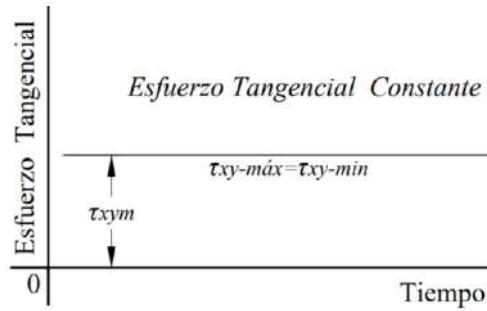 Esfuerzo Tangencial
Esfuerzo Tangencial Constante
τxy-máx=τxy-min
τxym
0
Tiempo